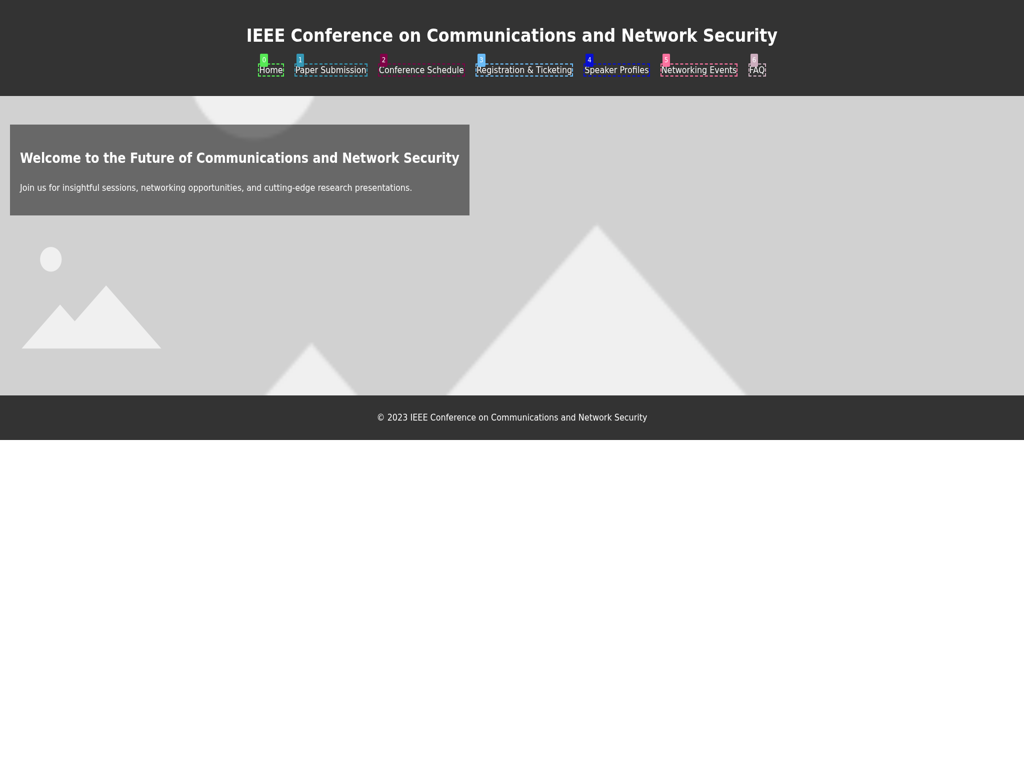 IEEE Conference on Communications and Network Security
0 1 2 3 4 5 6
Home Paper Submission Conference Schedule Registration & Ticketing Speaker Profiles Networking Events FAQ
Welcome to the Future of Communications and Network Security
Join us for insightful sessions, networking opportunities, and cutting-edge research presentations.
© 2023 IEEE Conference on Communications and Network Security